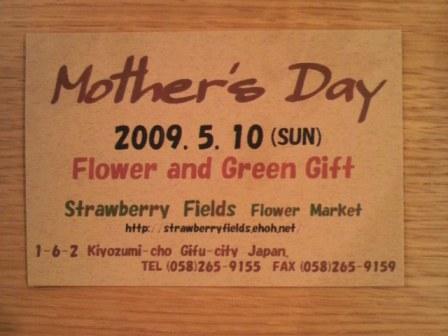 Mother's Day
2009. 5. 10 (SUN)
Flower and Green Gift
Strawberry Fields Flower Market
http://strawberryfields.ehoh.net/
1-6-2 Kiyozumi-cho Gifu-city Japan.
TEL (058)265-9155 FAX (058)265-9159